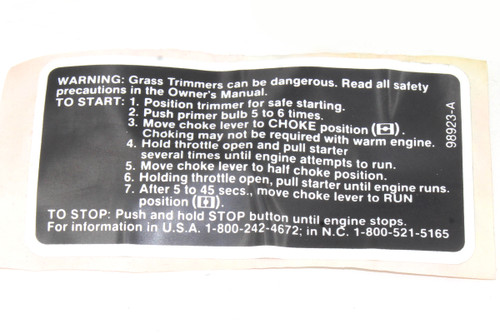 WARNING: Grass Trimmers can be dangerous. Read all safety
precautions in the Owner's Manual.
TO START: 1. Position trimmer for safe starting.
2. Push primer bulb 5 to 6 times.
3. Move choke lever to CHOKE position ( ).
Choking may not be required with warm engine.
4. Hold throttle open and pull starter
several times until engine attempts to run.
5. Move choke lever to half choke position.
6. Holding throttle open, pull starter until engine runs.
7. After 5 to 45 secs., move choke lever to RUN
position ( ).
TO STOP: Push and hold STOP button until engine stops.
For information in U.S.A. 1-800-242-4672; in N.C. 1-800-521-5165
98923-A